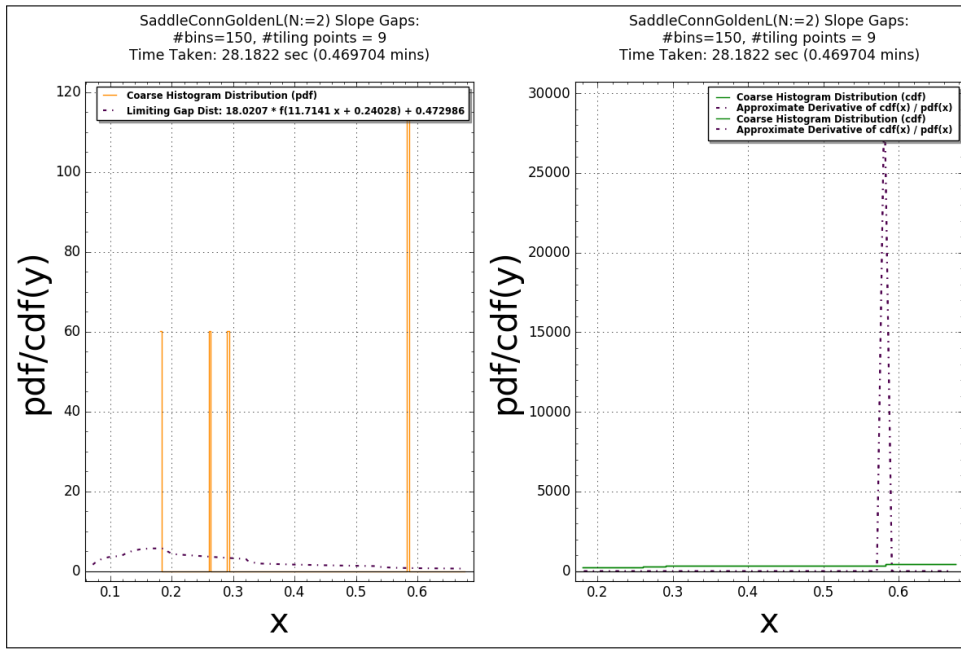 SaddleConnGoldenL(N:=2) Slope Gaps:
#bins=150, #tiling points = 9
Time Taken: 28.1822 sec (0.469704 mins)
Coarse Histogram Distribution (pdf)
Limiting Gap Dist: 18.0207 * f(11.7141 x + 0.24028) + 0.472986
120
100
80
60
40
20
0
pdf/cdf(y)
0.1 0.2 0.3 0.4 0.5 0.6
x
SaddleConnGoldenL(N:=2) Slope Gaps:
#bins=150, #tiling points = 9
Time Taken: 28.1822 sec (0.469704 mins)
Coarse Histogram Distribution (cdf)
Approximate Derivative of cdf(x) / pdf(x)
Coarse Histogram Distribution (cdf)
Approximate Derivative of cdf(x) / pdf(x)
30000
25000
20000
15000
10000
5000
0
pdf/cdf(y)
0.2 0.3 0.4 0.5 0.6
x